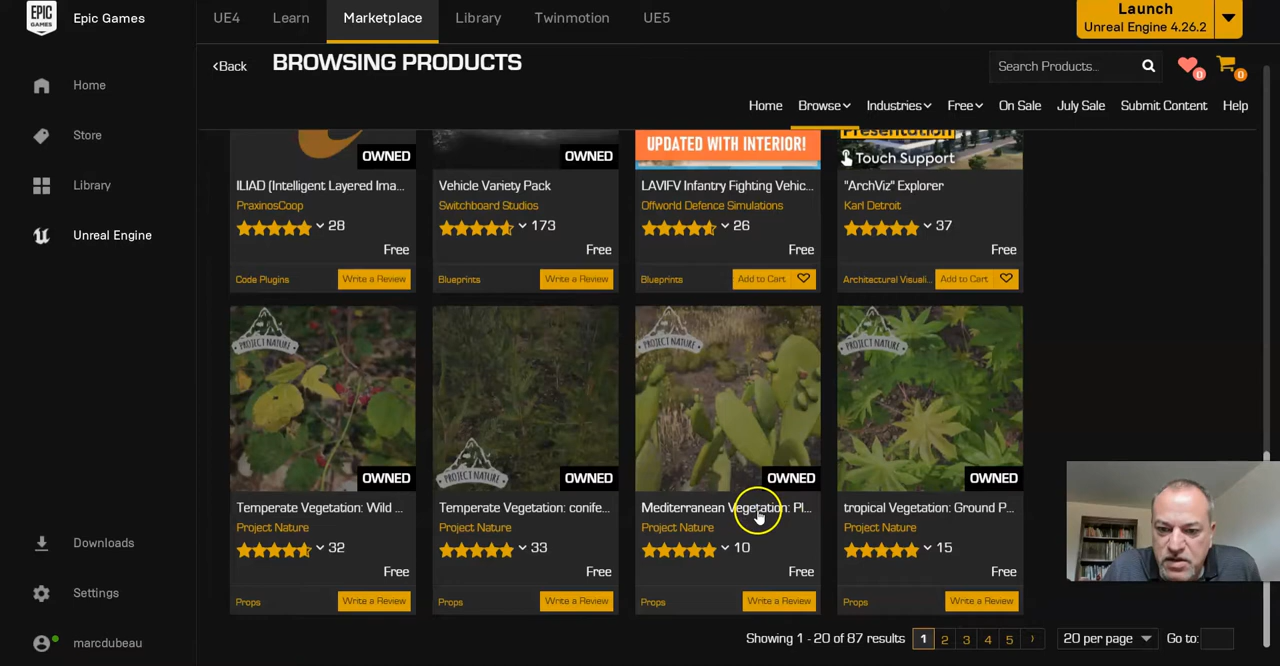 EPIC
GAMES
Epic Games
UE4 Learn Marketplace Library Twinmotion UE5
Launch
Unreal Engine 4.26.2
‹Back BROWSING PRODUCTS
Search Products...
0 0
Home Browse Industries Free On Sale July Sale Submit Content Help
Home
Store
Library
Unreal Engine
Downloads
Settings
marcdubeau
OWNED OWNED UPDATED WITH INTERIOR! Presentation
Touch Support
ILIAD (Intelligent Layered Ima... Vehicle Variety Pack LAVIFV Infantry Fighting Vehic... "ArchViz" Explorer
PraxinosCoop Switchboard Studios Offworld Defence Simulations Karl Detroit
28 173 26 37
Free Free Free Free
Code Plugins Write a Review Blueprints Write a Review Blueprints Add to Cart Architectural Visuali... Add to Cart
PROJECT NATURE PROJECT NATURE PROJECT NATURE PROJECT NATURE
OWNED OWNED OWNED OWNED
Temperate Vegetation: Wild ... Temperate Vegetation: conife... Mediterranean Vegetation: Pl... tropical Vegetation: Ground P...
Project Nature Project Nature Project Nature Project Nature
32 33 10 15
Free Free Free Free
Props Write a Review Props Write a Review Props Write a Review Props Write a Review
Showing 1 - 20 of 87 results 1 2 3 4 5 › 20 per page Go to: